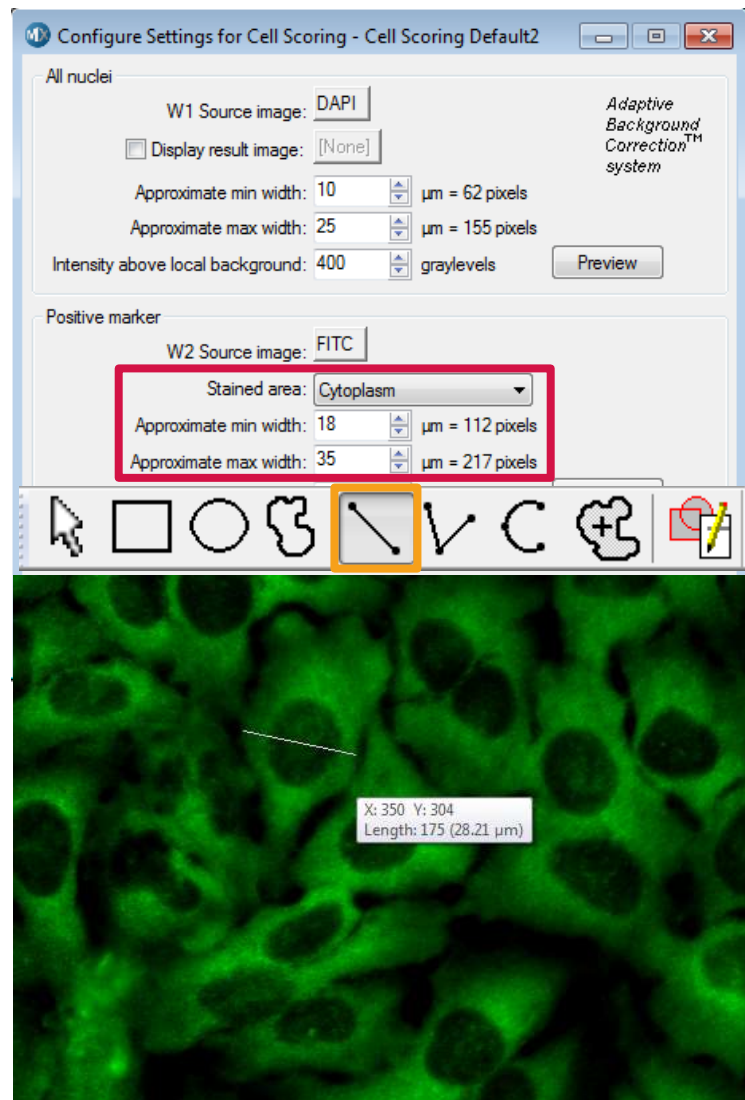 MX Configure Settings for Cell Scoring - Cell Scoring Default2
All nuclei
W1 Source image: DAPI
Adaptive
Background
Correction™
system
Display result image: [None]
Approximate min width: 10 µm = 62 pixels
Approximate max width: 25 µm = 155 pixels
Intensity above local background: 400 graylevels Preview
Positive marker
W2 Source image: FITC
Stained area: Cytoplasm
Approximate min width: 18 µm = 112 pixels
Approximate max width: 35 µm = 217 pixels
X: 350 Y: 304
Length: 175 (28.21 µm)